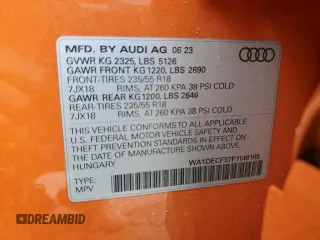 MFD. BY AUDI AG 06 23
GVWR KG 2325, LBS 5126
GAWR FRONT KG1220, LBS 2690
FRONT-TIRES 235/55 R18
7JX18 RIMS, AT 260 KPA 38 PSI COLD
GAWR REAR KG1200, LBS 2646
REAR-TIRES 235/55 R18
7JX18 RIMS, AT 260 KPA 38 PSI COLD
THIS VEHICLE CONFORMS TO ALL APPLICABLE
U.S. FEDERAL MOTOR VEHICLE SAFETY AND
THEFT PREVENTION STANDARDS IN EFFECT
ON THE DATE OF MANUFACTURE SHOWN ABOVE.
HUNGARY
WA1DECF37P1148165
TYPE:
MPV
DREAMBID